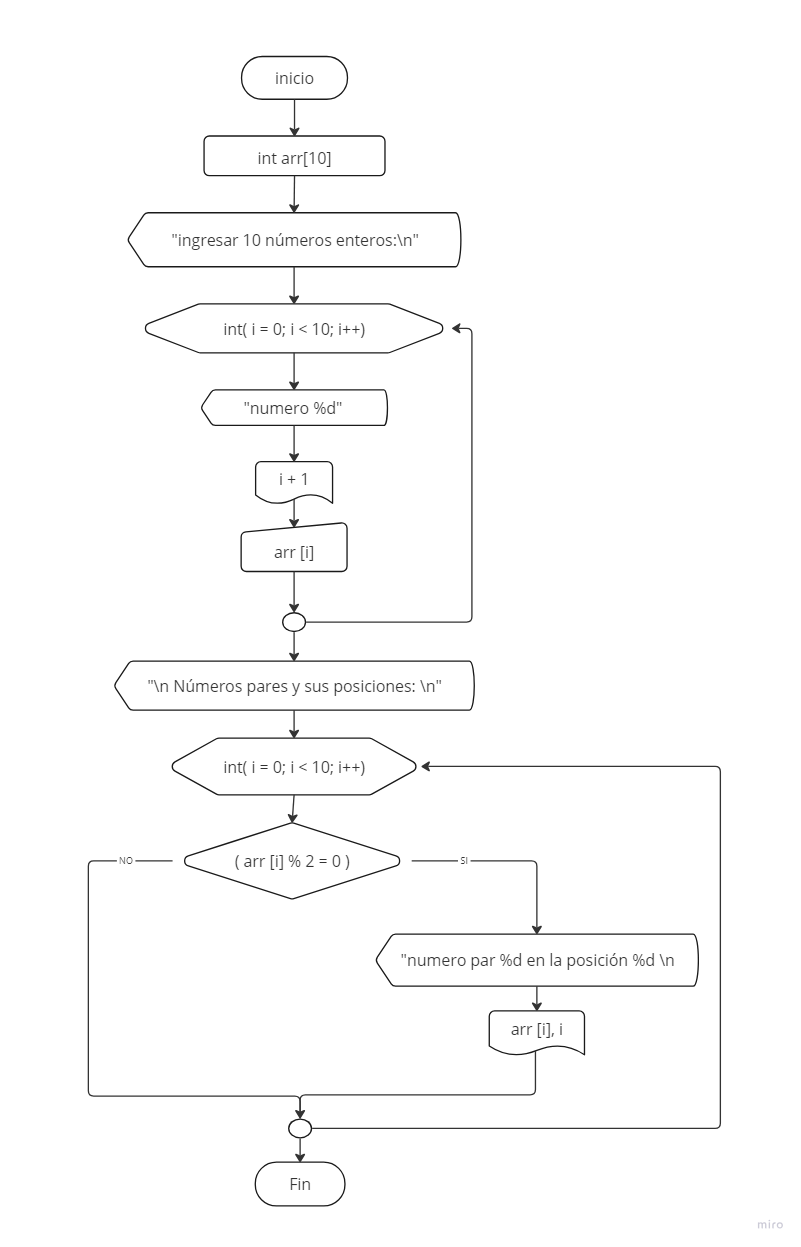 inicio
int arr[10]
"ingresar 10 números enteros:\n"
int( i = 0; i < 10; i++)
"numero %d"
i + 1
arr [i]
"\n Números pares y sus posiciones: \n"
int( i = 0; i < 10; i++)
( arr [i] % 2 = 0 )
NO
SI
"numero par %d en la posición %d \n
arr [i], i
Fin
miro